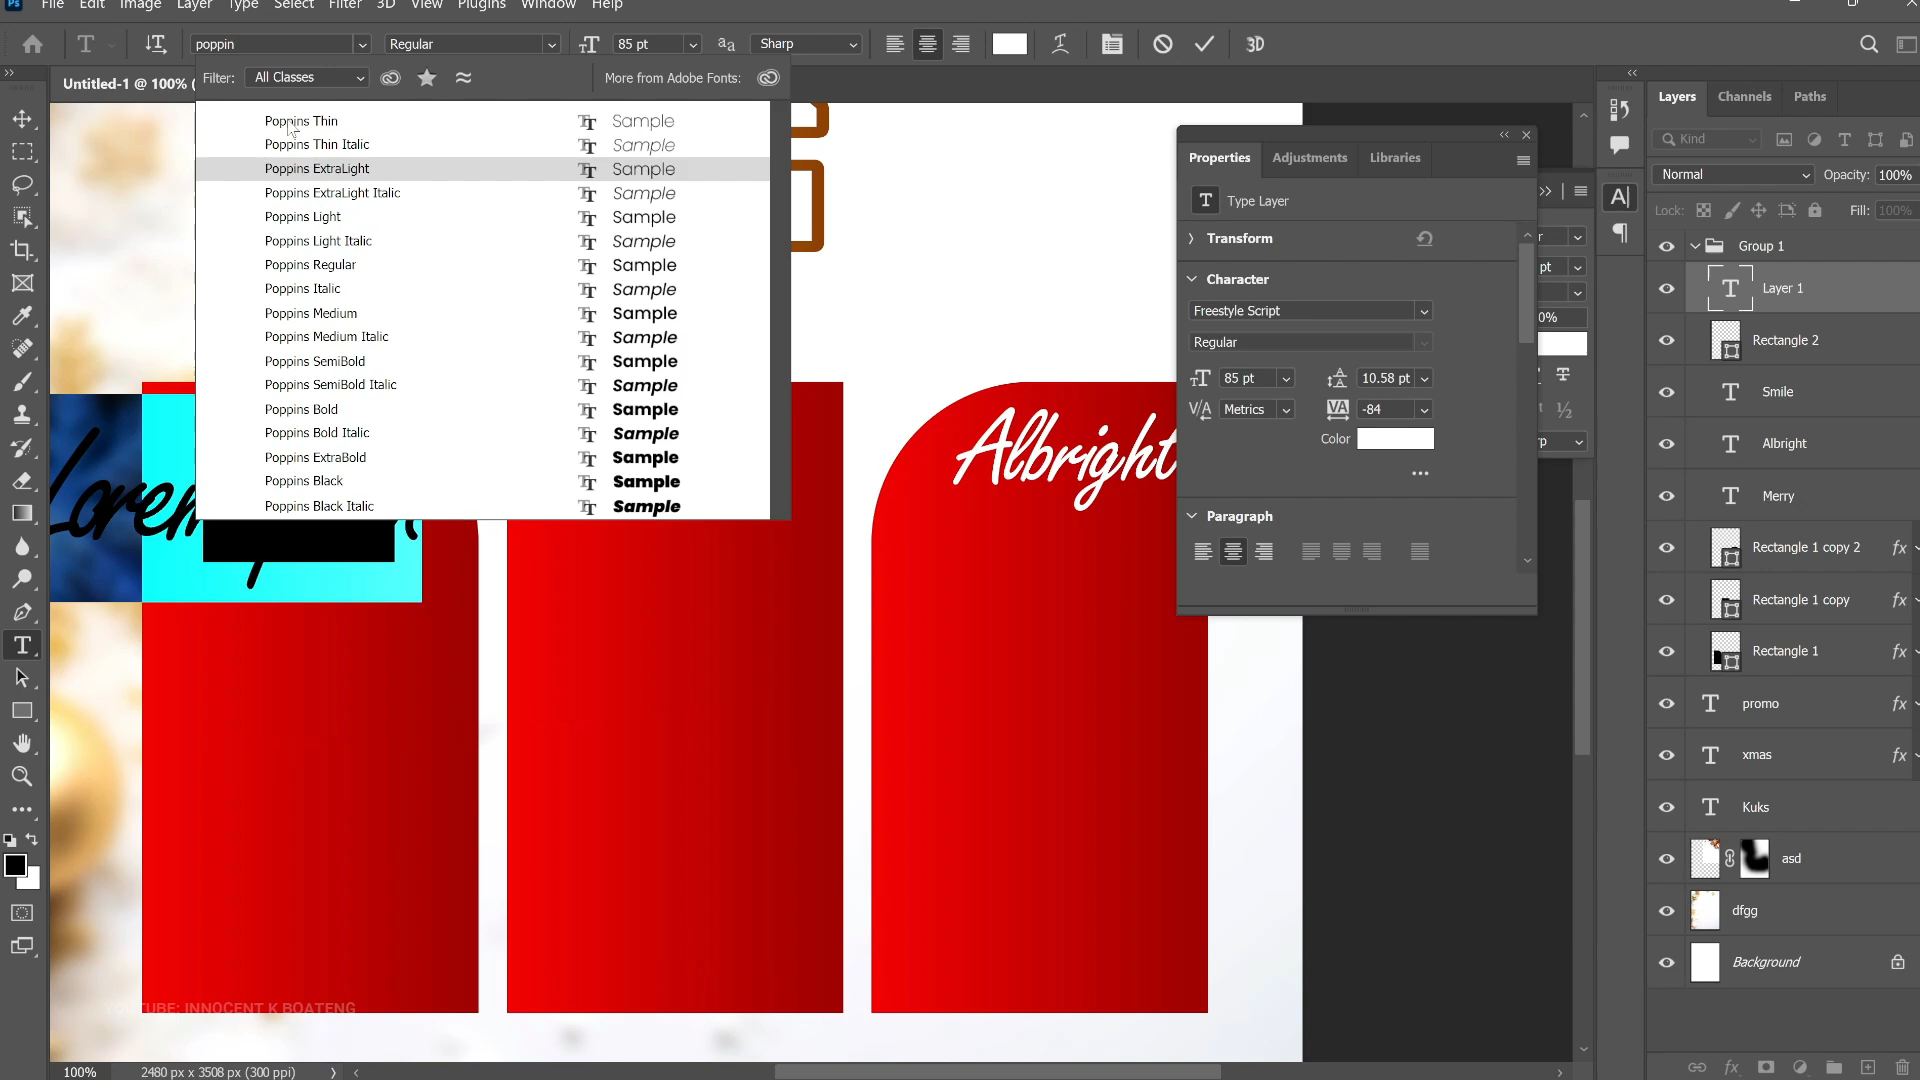 File Edit Image Layer Type Select Filter 3D View Plugins Window Help
poppin Regular 85 pt Sharp 3D
Filter: All Classes More from Adobe Fonts:
Untitled-1 @ 100% (
Poppins Thin Sample
Poppins Thin Italic Sample
Poppins ExtraLight Sample
Poppins ExtraLight Italic Sample
Poppins Light Sample
Poppins Light Italic Sample
Poppins Regular Sample
Poppins Italic Sample
Poppins Medium Sample
Poppins Medium Italic Sample
Poppins SemiBold Sample
Poppins SemiBold Italic Sample
Poppins Bold Sample
Poppins Bold Italic Sample
Poppins ExtraBold Sample
Poppins Black Sample
Poppins Black Italic Sample
Albright
YOUTUBE: INNOCENT K BOATENG
Properties Adjustments Libraries
Type Layer
Transform
Character
Freestyle Script
Regular
85 pt 10.58 pt
Metrics -84
Color
Paragraph
Layers Channels Paths
Kind
Normal Opacity: 100%
Lock: Fill: 100%
Group 1
Layer 1
Rectangle 2
Smile
Albright
Merry
Rectangle 1 copy 2 fx
Rectangle 1 copy fx
Rectangle 1 fx
promo fx
xmas fx
Kuks
asd
dfgg
Background
100% 2480 px x 3508 px (300 ppi)